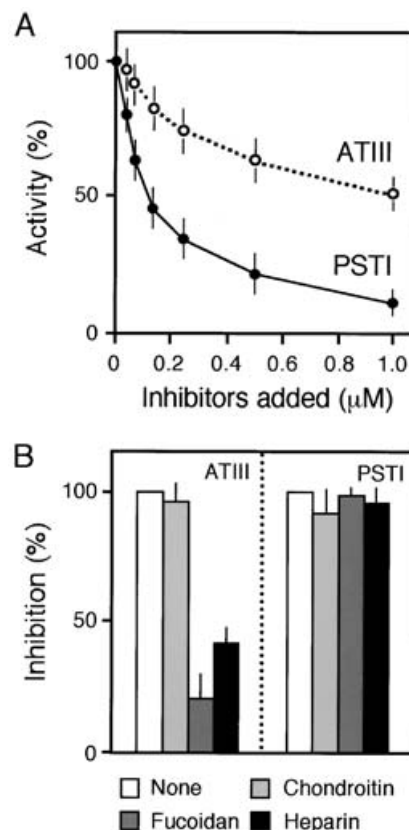 A
100
50
0
Activity (%)
ATIII
PSTI
0 0.2 0.4 0.6 0.8 1.0
Inhibitors added (μM)
B
ATIII PSTI
100
50
0
Inhibition (%)
None Chondroitin
Fucoidan Heparin